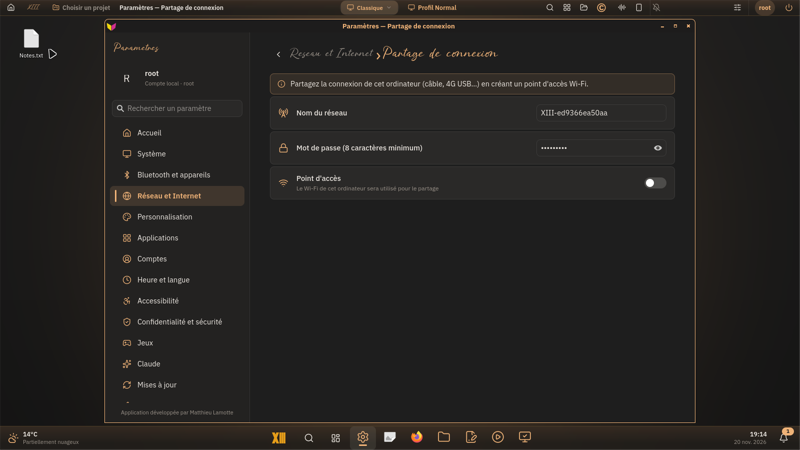 XIII
Choisir un projet
Paramètres — Partage de connexion
Classique
Profil Normal
root
Notes.txt
Paramètres — Partage de connexion
Paramètres
R
root
Compte local · root
Rechercher un paramètre
Accueil
Système
Bluetooth et appareils
Réseau et Internet
Personnalisation
Applications
Comptes
Heure et langue
Accessibilité
Confidentialité et sécurité
Jeux
Claude
Mises à jour
Application développée par Matthieu Lamotte
Réseau et Internet › Partage de connexion
Partagez la connexion de cet ordinateur (câble, 4G USB…) en créant un point d'accès Wi-Fi.
Nom du réseau
XIII-ed9366ea50aa
Mot de passe (8 caractères minimum)
•••••••••
Point d'accès
Le Wi-Fi de cet ordinateur sera utilisé pour le partage
14°C
Partiellement nuageux
XIII
19:14
20 nov. 2026
1